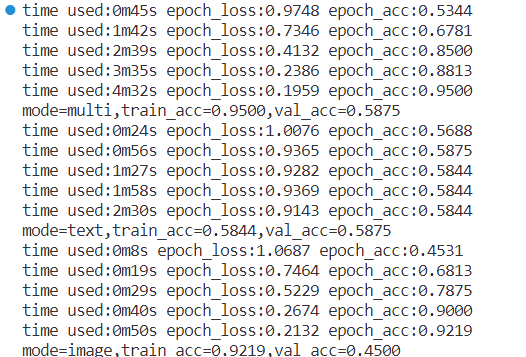 time used:0m45s epoch_loss:0.9748 epoch_acc:0.5344
time used:1m42s epoch_loss:0.7346 epoch_acc:0.6781
time used:2m39s epoch_loss:0.4132 epoch_acc:0.8500
time used:3m35s epoch_loss:0.2386 epoch_acc:0.8813
time used:4m32s epoch_loss:0.1959 epoch_acc:0.9500
mode=multi,train_acc=0.9500,val_acc=0.5875
time used:0m24s epoch_loss:1.0076 epoch_acc:0.5688
time used:0m56s epoch_loss:0.9365 epoch_acc:0.5875
time used:1m27s epoch_loss:0.9282 epoch_acc:0.5844
time used:1m58s epoch_loss:0.9369 epoch_acc:0.5844
time used:2m30s epoch_loss:0.9143 epoch_acc:0.5844
mode=text,train_acc=0.5844,val_acc=0.5875
time used:0m8s epoch_loss:1.0687 epoch_acc:0.4531
time used:0m19s epoch_loss:0.7464 epoch_acc:0.6813
time used:0m29s epoch_loss:0.5229 epoch_acc:0.7875
time used:0m40s epoch_loss:0.2674 epoch_acc:0.9000
time used:0m50s epoch_loss:0.2132 epoch_acc:0.9219
mode=image,train_acc=0.9219,val_acc=0.4500